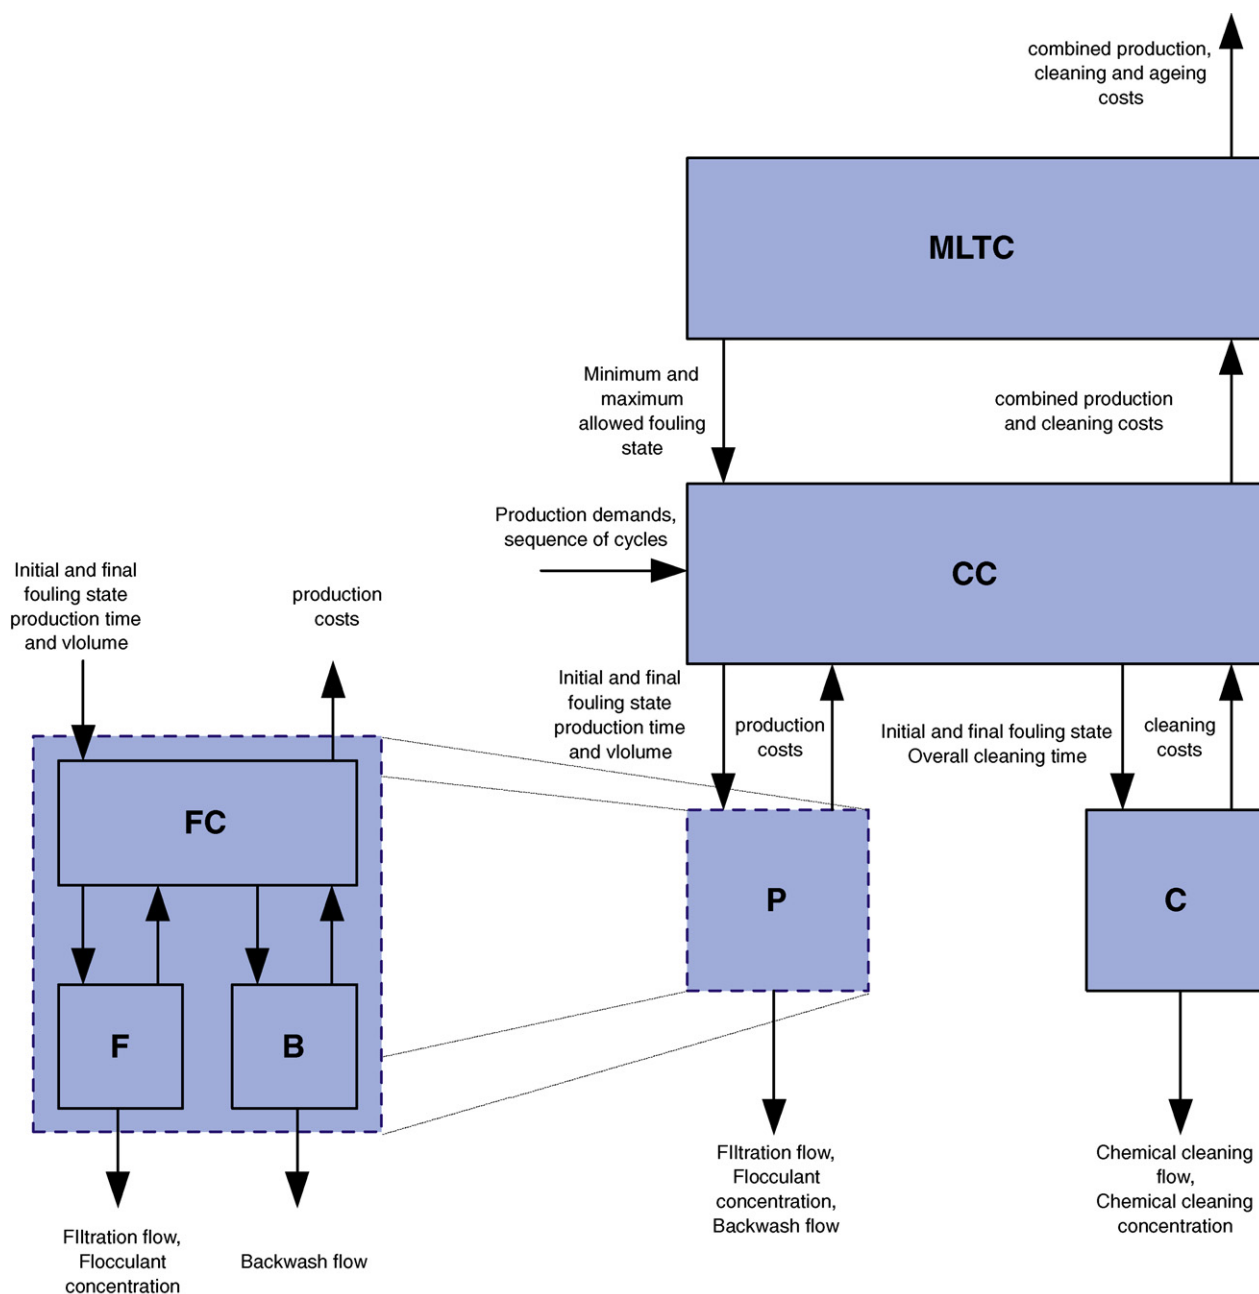 combined production,
cleaning and ageing
costs
MLTC
Minimum and
maximum
allowed fouling
state
combined production
and cleaning costs
Production demands,
sequence of cycles
CC
Initial and final
fouling state
production time
and vlolume
production
costs
Initial and final
fouling state
production time
and vlolume
production
costs
Initial and final fouling state
Overall cleaning time
cleaning
costs
FC
P
C
F
B
FIltration flow,
Flocculant
concentration,
Backwash flow
Chemical cleaning
flow,
Chemical cleaning
concentration
FIltration flow,
Flocculant
concentration
Backwash flow